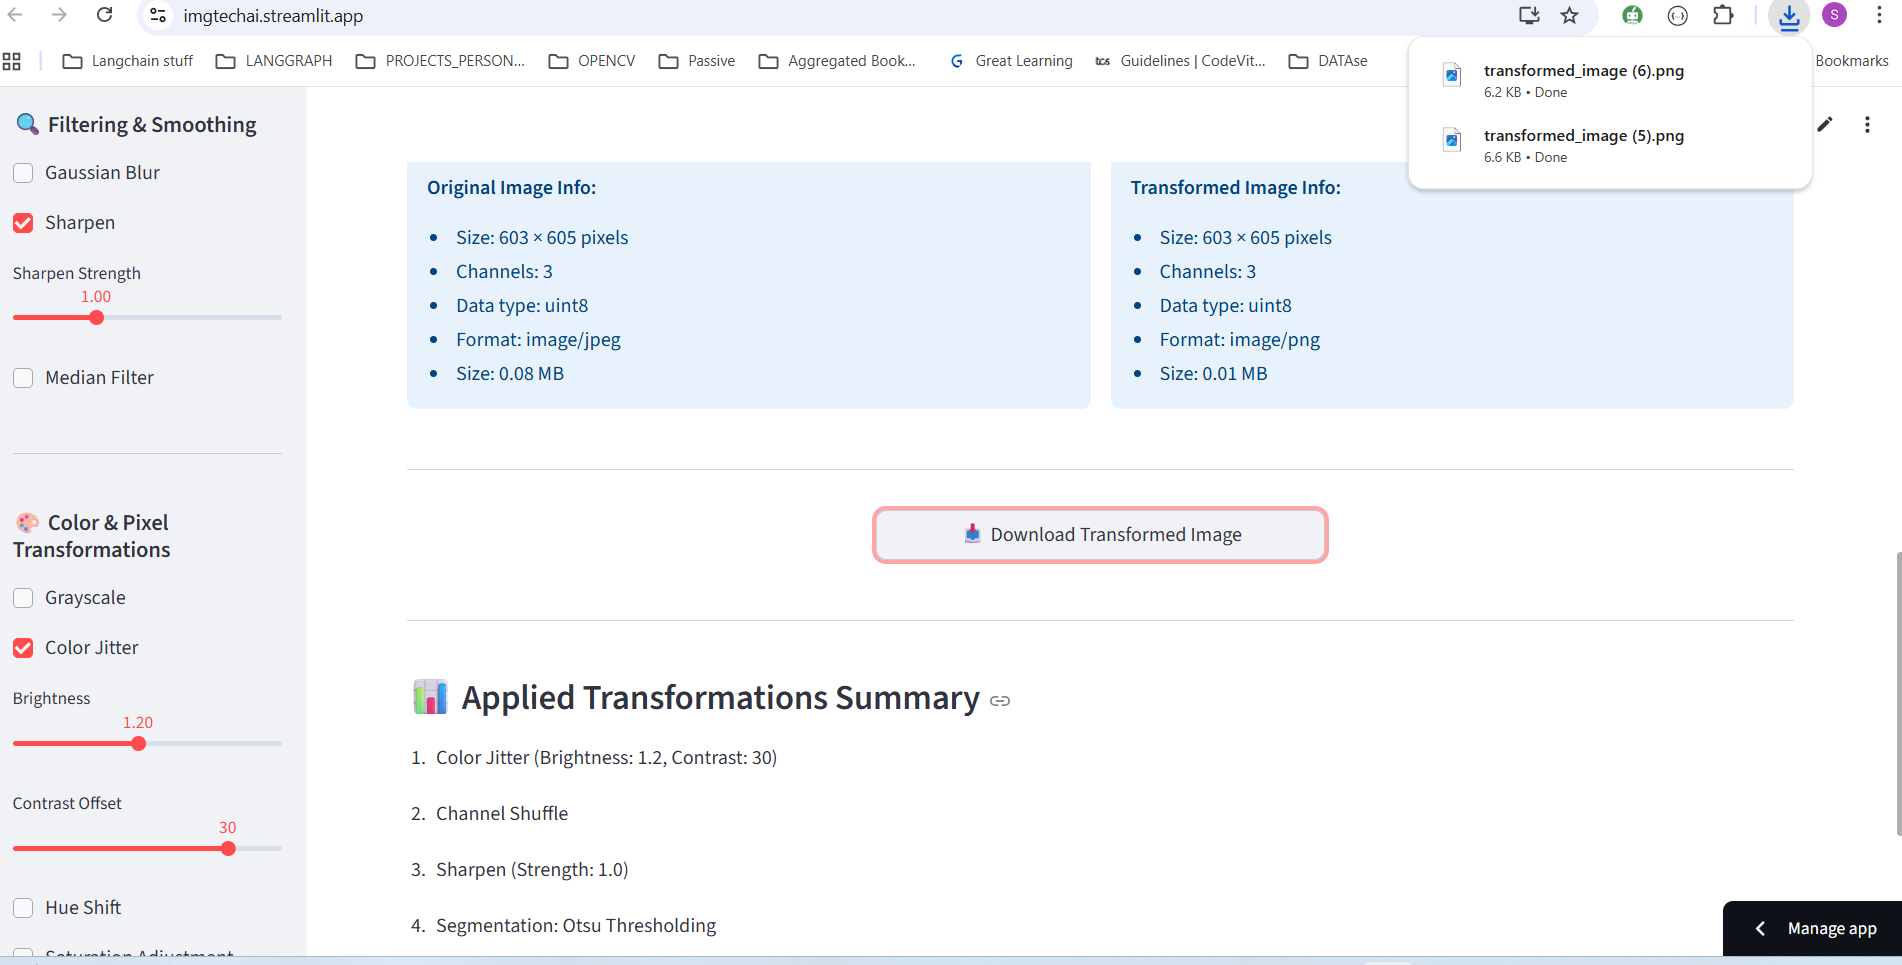 imgtechai.streamlit.app
S
Langchain stuff
LANGGRAPH
PROJECTS_PERSON...
OPENCV
Passive
Aggregated Book...
G
Great Learning
tcs
Guidelines | CodeVit...
DATAse
Bookmarks
transformed_image (6).png
6.2 KB • Done
transformed_image (5).png
6.6 KB • Done
Filtering & Smoothing
Gaussian Blur
Sharpen
Sharpen Strength
1.00
Median Filter
Color & Pixel
Transformations
Grayscale
Color Jitter
Brightness
1.20
Contrast Offset
30
Hue Shift
Saturation Adjustment
Original Image Info:
• Size: 603 × 605 pixels
• Channels: 3
• Data type: uint8
• Format: image/jpeg
• Size: 0.08 MB
Transformed Image Info:
• Size: 603 × 605 pixels
• Channels: 3
• Data type: uint8
• Format: image/png
• Size: 0.01 MB
Download Transformed Image
Applied Transformations Summary
1. Color Jitter (Brightness: 1.2, Contrast: 30)
2. Channel Shuffle
3. Sharpen (Strength: 1.0)
4. Segmentation: Otsu Thresholding
Manage app